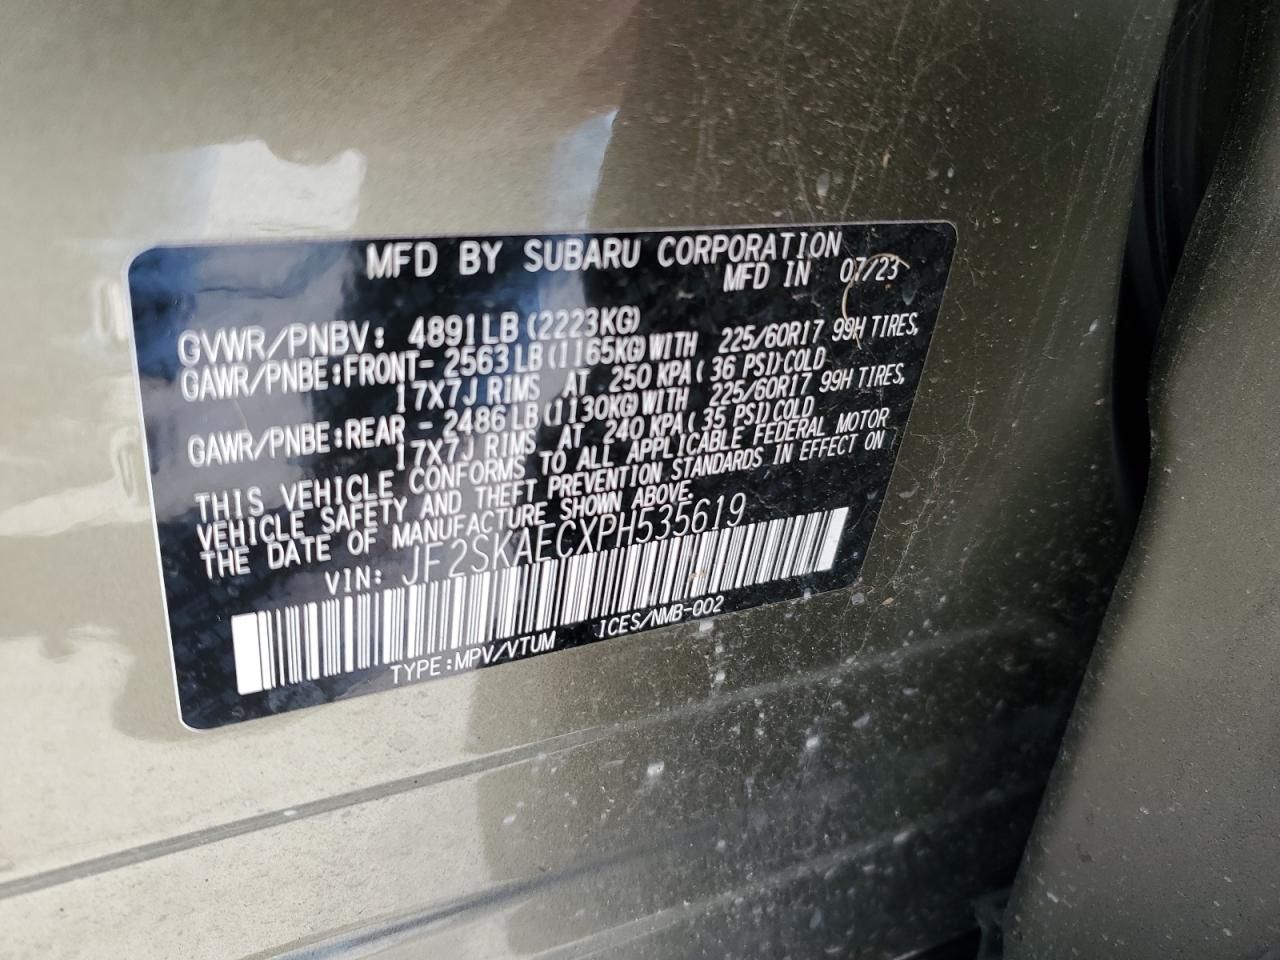 MFD BY SUBARU CORPORATION
MFD IN 07/23
GVWR/PNBV: 4891LB (2223KG)
GAWR/PNBE:FRONT- 2563LB(1165KG)WITH 225/60R17 99H TIRES,
17X7J RIMS AT 250 KPA( 36 PSI)COLD
GAWR/PNBE:REAR - 2486LB(1130KG)WITH 225/60R17 99H TIRES,
17X7J RIMS AT 240 KPA( 35 PSI)COLD
THIS VEHICLE CONFORMS TO ALL APPLICABLE FEDERAL MOTOR
VEHICLE SAFETY AND THEFT PREVENTION STANDARDS IN EFFECT ON
THE DATE OF MANUFACTURE SHOWN ABOVE.
VIN: JF2SKAECXPH535619
TYPE:MPV/VTUM ICES/NMB-002